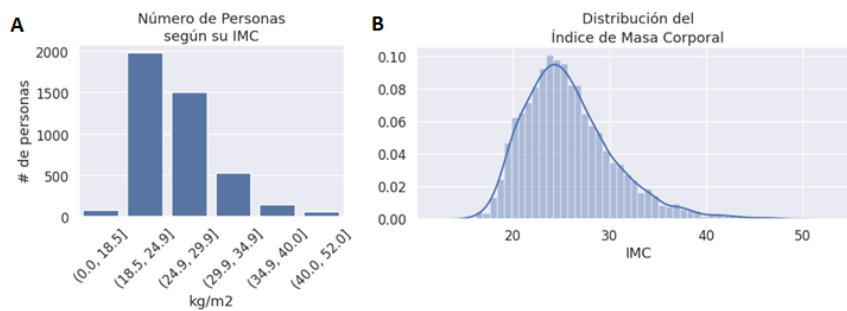 A
Número de Personas
según su IMC
# de personas
2000
1500
1000
500
0
(0.0, 18.5]
(18.5, 24.9]
(24.9, 29.9]
(29.9, 34.9]
(34.9, 40.0]
(40.0, 52.0]
kg/m2
B
Distribución del
Índice de Masa Corporal
0.10
0.08
0.06
0.04
0.02
0.00
20 30 40 50
IMC